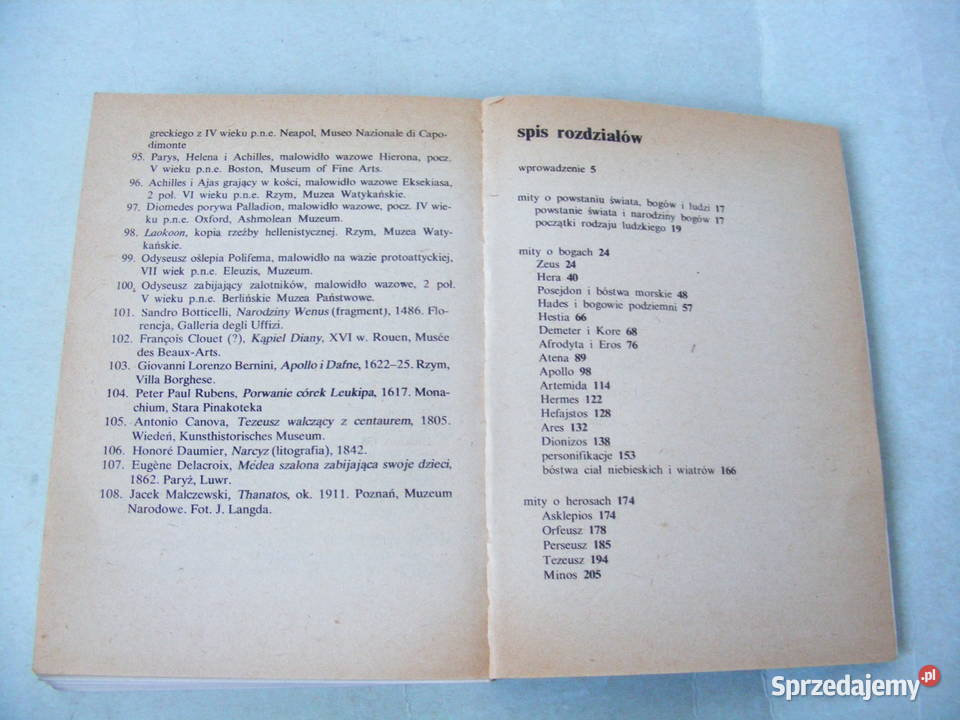 greckiego z IV wieku p.n.e. Neapol, Museo Nazionale di Capo-
dimonte
95. Parys, Helena i Achilles, malowidło wazowe Hierona, pocz.
V wieku p.n.e. Boston, Museum of Fine Arts.
96. Achilles i Ajas grający w kości, malowidło wazowe Eksekiasa,
2 poł. VI wieku p.n.e. Rzym, Muzea Watykańskie.
97. Diomedes porywa Palladion, malowidło wazowe, pocz. IV wie-
ku p.n.e. Oxford, Ashmolean Museum.
98. Laokoon, kopia rzeźby hellenistycznej. Rzym, Muzea Waty-
kańskie.
99. Odyseusz oślepia Polifema, malowidło na wazie protoattyckiej,
VII wiek p.n.e. Eleuzis, Muzeum.
100. Odyseusz zabijający zalotników, malowidło wazowe, 2 poł.
V wieku p.n.e. Berlińskie Muzea Państwowe.
101. Sandro Botticelli, Narodziny Wenus (fragment), 1486. Flo-
rencja, Galleria degli Uffizi.
102. François Clouet (?), Kąpiel Diany, XVI w. Rouen, Musée
des Beaux-Arts.
103. Giovanni Lorenzo Bernini, Apollo i Dafne, 1622–25. Rzym,
Villa Borghese.
104. Peter Paul Rubens, Porwanie córek Leukipa, 1617. Mona-
chium, Stara Pinakoteka
105. Antonio Canova, Tezeusz walczący z centaurem, 1805.
Wiedeń, Kunsthistorisches Museum.
106. Honoré Daumier, Narcyz (litografia), 1842.
107. Eugène Delacroix, Medea szalona zabijająca swoje dzieci,
1862. Paryż, Luwr.
108. Jacek Malczewski, Thanatos, ok. 1911. Poznań, Muzeum
Narodowe. Fot. J. Langda.
spis rozdziałów
wprowadzenie 5
mity o powstaniu świata, bogów i ludzi 17
powstanie świata i narodziny bogów 17
początki rodzaju ludzkiego 19
mity o bogach 24
Zeus 24
Hera 40
Posejdon i bóstwa morskie 48
Hades i bogowie podziemni 57
Hestia 66
Demeter i Kore 68
Afrodyta i Eros 76
Atena 89
Apollo 98
Artemida 114
Hermes 122
Hefajstos 128
Ares 132
Dionizos 138
personifikacje 153
bóstwa ciał niebieskich i wiatrów 166
mity o herosach 174
Asklepios 174
Orfeusz 178
Perseusz 185
Tezeusz 194
Minos 205
Sprzedajemy.pl